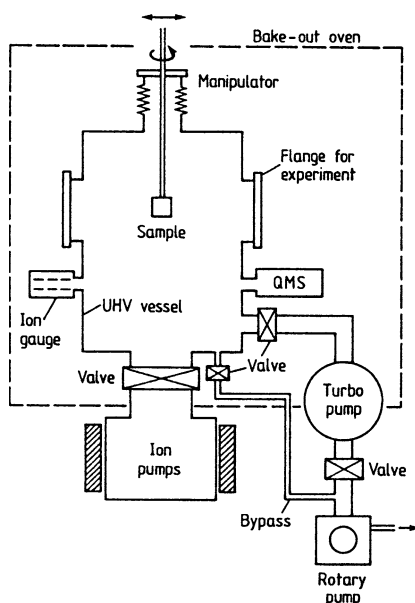 Bake-out oven
Manipulator
Flange for
experiment
Sample
QMS
Ion
gauge
UHV vessel
Valve
Valve
Turbo
pump
Ion
pumps
Valve
Bypass
Rotary
pump